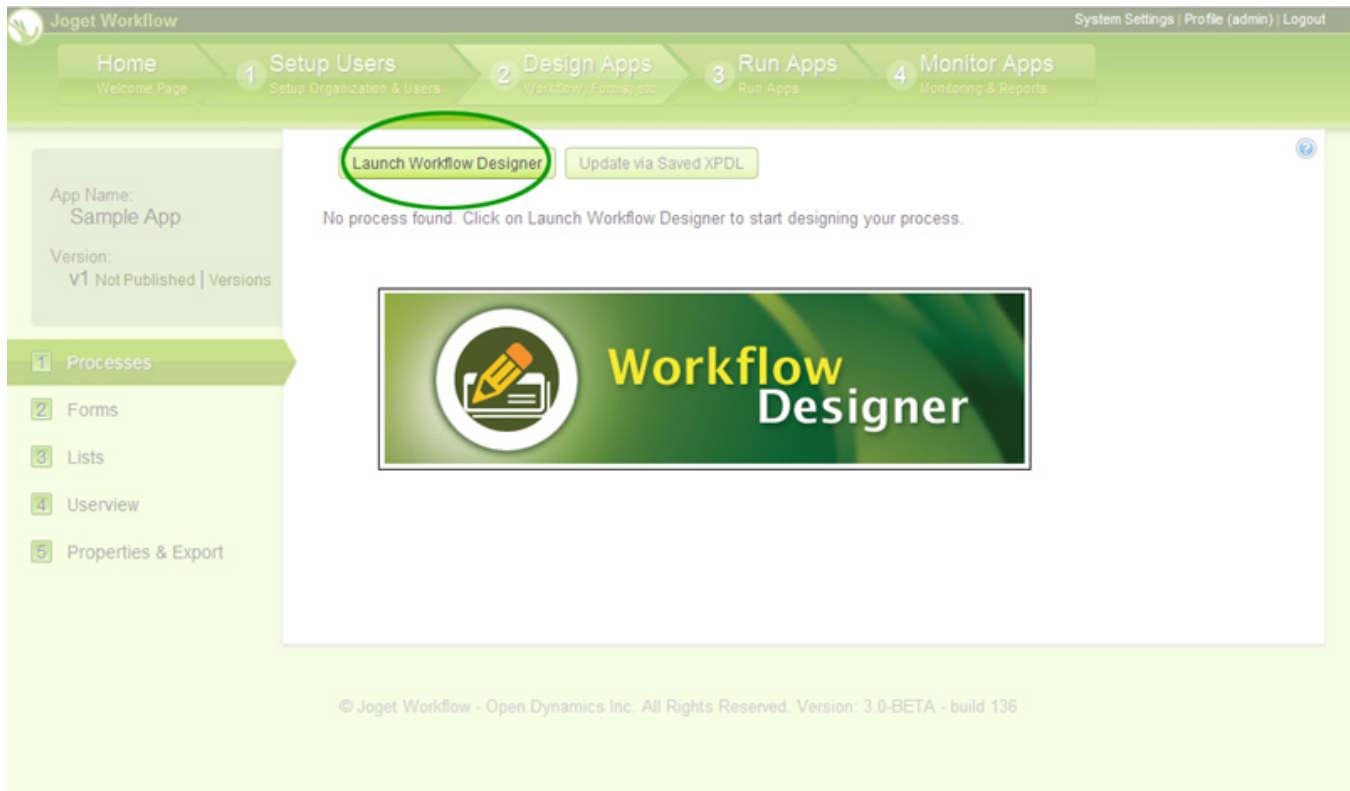 Joget Workflow
System Settings | Profile (admin) | Logout
Home
Welcome Page
1 Setup Users
Setup Organization & Users
2 Design Apps
Workflow, Forms, etc
3 Run Apps
Run Apps
4 Monitor Apps
Monitoring & Reports
Launch Workflow Designer
Update via Saved XPDL
App Name:
Sample App
Version:
v1 Not Published | Versions
No process found. Click on Launch Workflow Designer to start designing your process.
Workflow
Designer
1 Processes
2 Forms
3 Lists
4 Userview
5 Properties & Export
© Joget Workflow - Open Dynamics Inc. All Rights Reserved. Version: 3.0-BETA - build 136